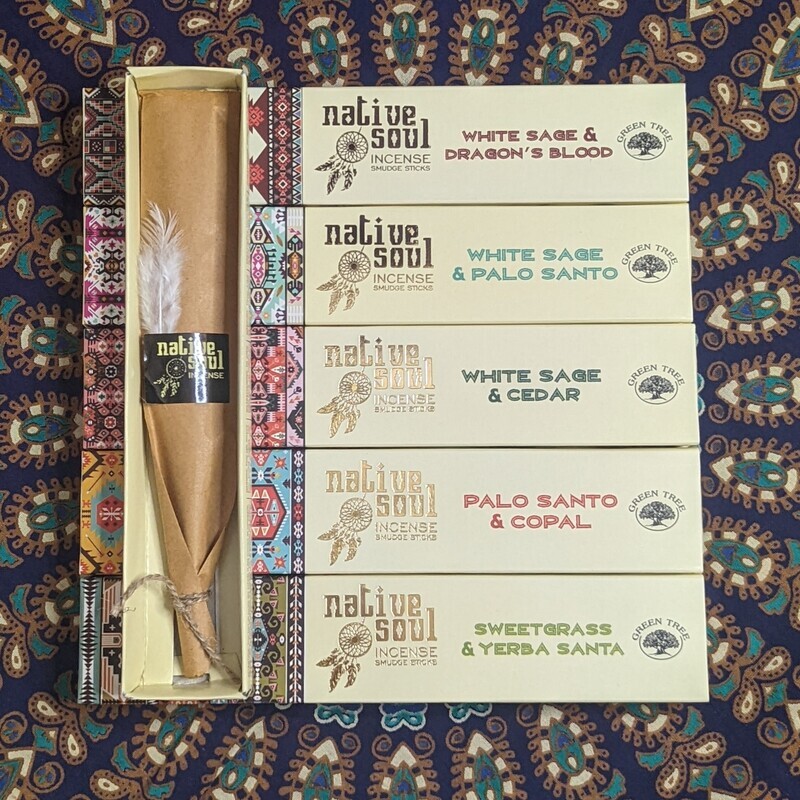 native
soul
INCENSE
SMUDGE STICKS
WHITE SAGE &
DRAGON'S BLOOD
GREEN TREE
native
soul
INCENSE
SMUDGE STICKS
WHITE SAGE
& PALO SANTO
GREEN TREE
native
soul
INCENSE
native
soul
INCENSE
SMUDGE STICKS
WHITE SAGE
& CEDAR
GREEN TREE
native
soul
INCENSE
SMUDGE STICKS
PALO SANTO
& COPAL
GREEN TREE
native
soul
INCENSE
SMUDGE STICKS
SWEETGRASS
& YERBA SANTA
GREEN TREE